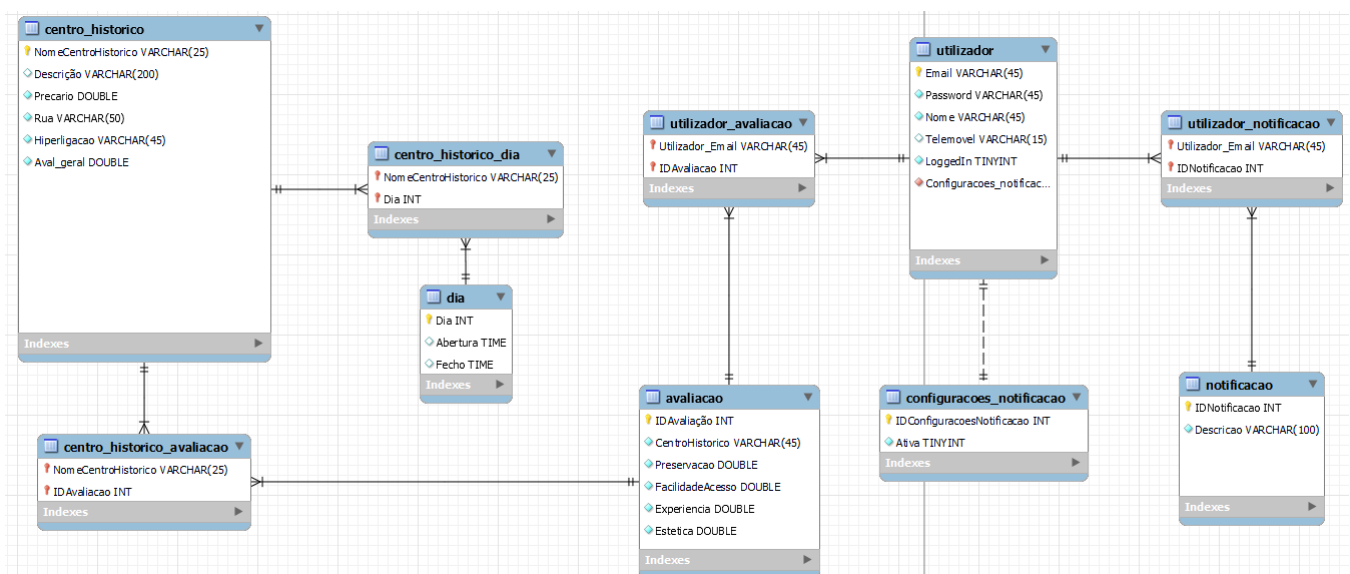 centro_historico
NomeCentroHistorico VARCHAR(25)
Descrição VARCHAR(200)
Precario DOUBLE
Rua VARCHAR(50)
Hiperligacao VARCHAR(45)
Aval_geral DOUBLE
Indexes
centro_historico_dia
NomeCentroHistorico VARCHAR(25)
Dia INT
Indexes
dia
Dia INT
Abertura TIME
Fecho TIME
Indexes
centro_historico_avaliacao
NomeCentroHistorico VARCHAR(25)
IDAvaliacao INT
Indexes
utilizador_avaliacao
Utilizador_Email VARCHAR(45)
IDAvaliacao INT
Indexes
avaliacao
IDAvaliação INT
CentroHistorico VARCHAR(45)
Preservacao DOUBLE
FacilidadeAcesso DOUBLE
Experiencia DOUBLE
Estetica DOUBLE
Indexes
utilizador
Email VARCHAR(45)
Password VARCHAR(45)
Nome VARCHAR(45)
Telemovel VARCHAR(15)
LoggedIn TINYINT
Configuracoes_notificac...
Indexes
configuracoes_notificacao
IDConfiguracoesNotificacao INT
Ativa TINYINT
Indexes
utilizador_notificacao
Utilizador_Email VARCHAR(45)
IDNotificacao INT
Indexes
notificacao
IDNotificacao INT
Descricao VARCHAR(100)
Indexes